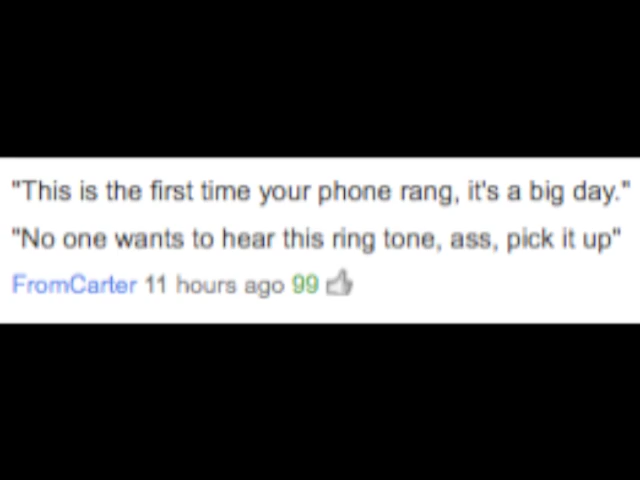 "This is the first time your phone rang, it's a big day."
"No one wants to hear this ring tone, ass, pick it up"
FromCarter 11 hours ago 99